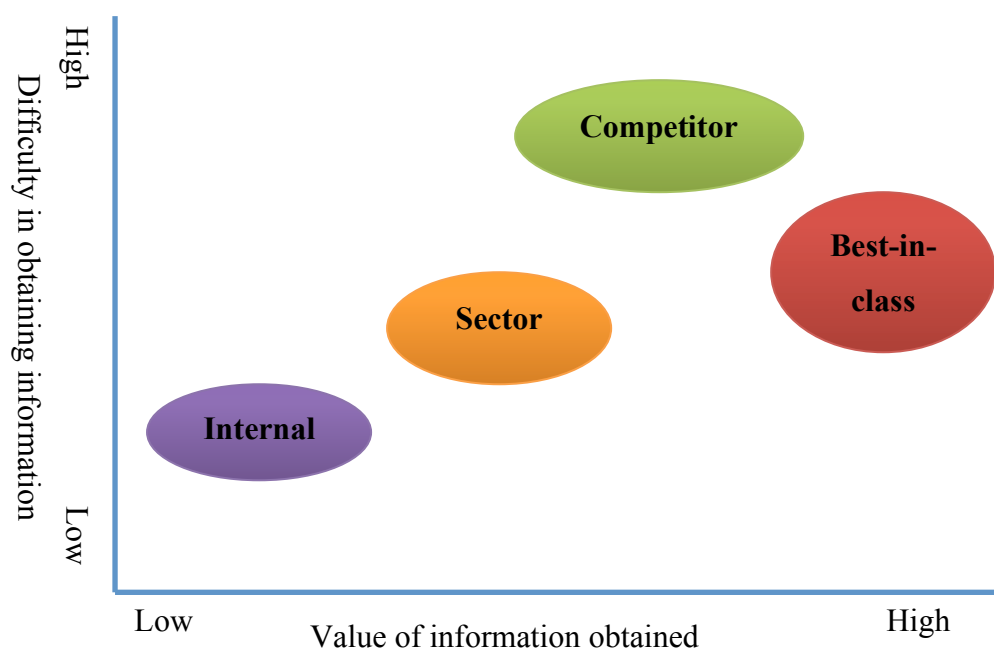 High
Difficulty in obtaining information
Low
Competitor
Best-in-
class
Sector
Internal
Low
Value of information obtained
High